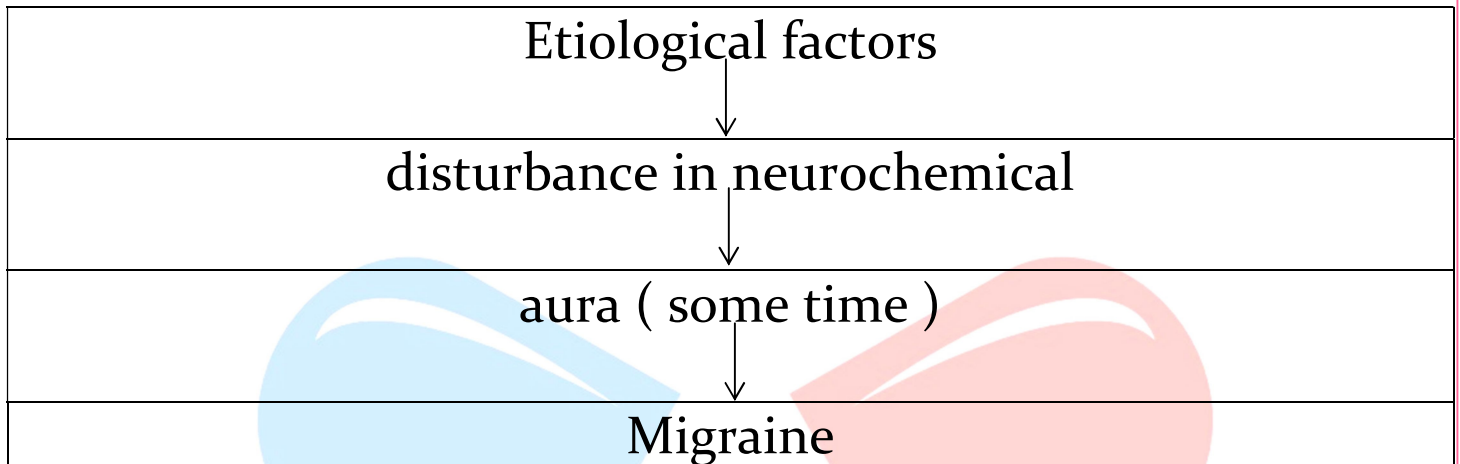 Etiological factors
disturbance in neurochemical
aura ( some time )
Migraine